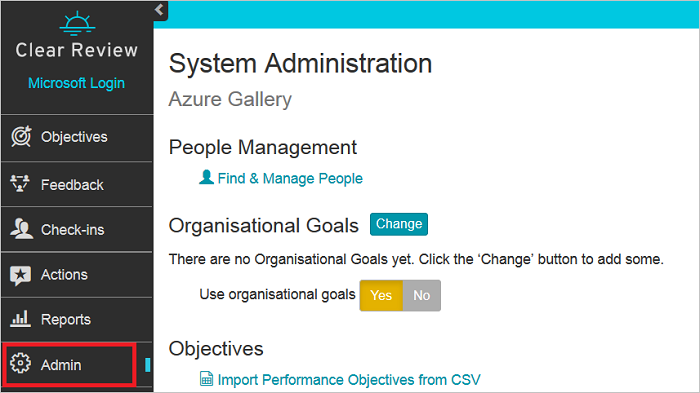 Clear Review
Microsoft Login
Objectives
Feedback
Check-ins
Actions
Reports
Admin
System Administration
Azure Gallery
People Management
Find & Manage People
Organisational Goals Change
There are no Organisational Goals yet. Click the ‘Change’ button to add some.
Use organisational goals Yes No
Objectives
Import Performance Objectives from CSV